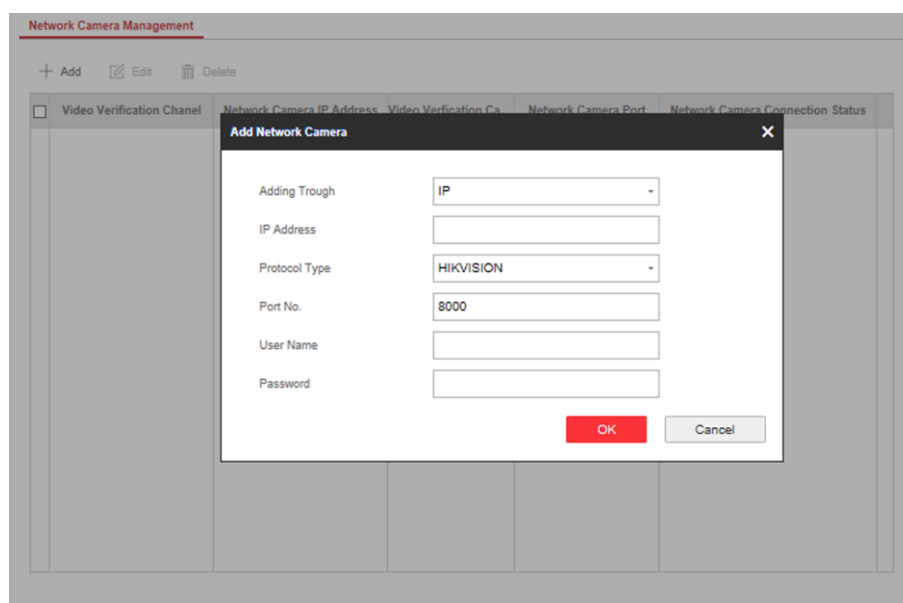 Network Camera Management
Add Edit Delete
Video Verification Chanel Network Camera IP Address Video Verfication Ca... Network Camera Port Network Camera Connection Status
Add Network Camera
Adding Trough IP
IP Address
Protocol Type HIKVISION
Port No. 8000
User Name
Password
OK Cancel